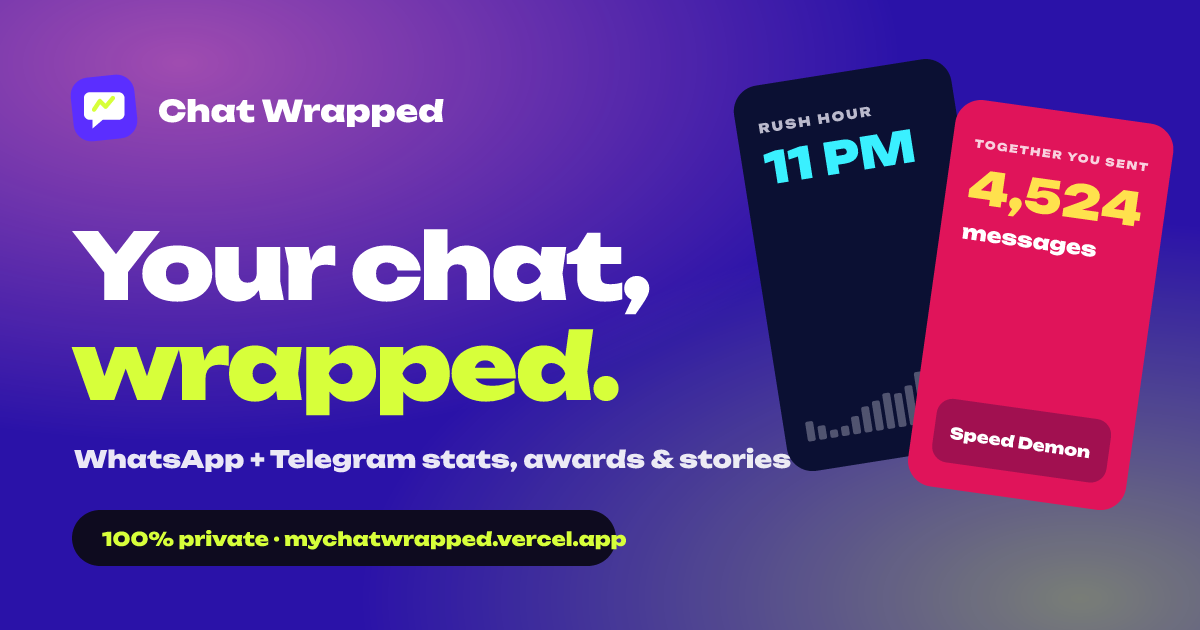 Chat Wrapped
Your chat,
wrapped.
WhatsApp + Telegram stats, awards & stories
100% private · mychatwrapped.vercel.app
RUSH HOUR
11 PM
TOGETHER YOU SENT
4,524
messages
Speed Demon